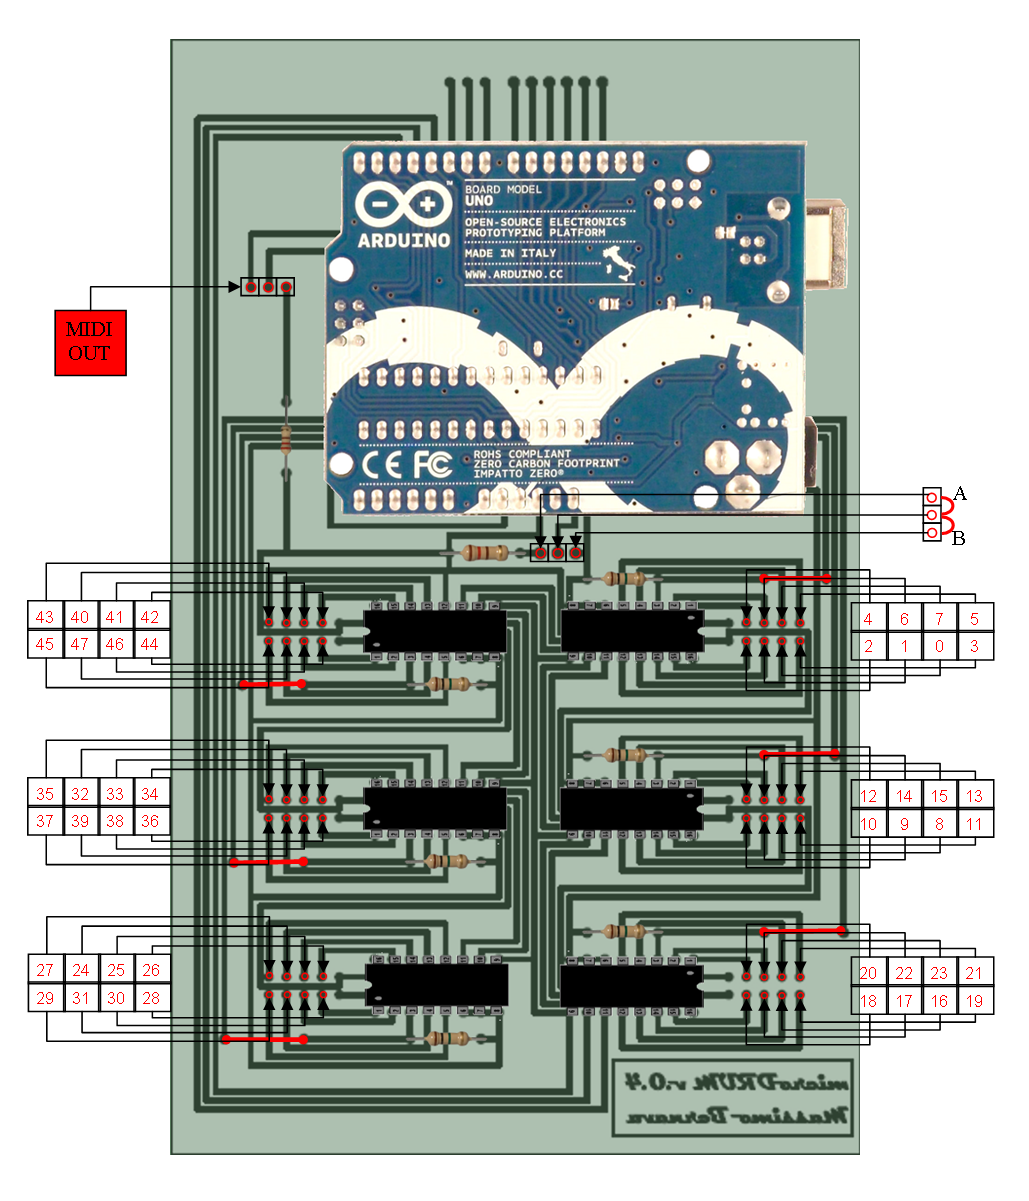 BOARD MODEL
UNO
OPEN-SOURCE ELECTRONICS
PROTOTYPING PLATFORM
ARDUINO
MADE IN ITALY
WWW.ARDUINO.CC
MIDI
OUT
CE FC
ROHS COMPLIANT
ZERO CARBON FOOTPRINT
IMPATTO ZERO®
A
B
43 40 41 42
45 47 46 44
4 6 7 5
2 1 0 3
35 32 33 34
37 39 38 36
12 14 15 13
10 9 8 11
27 24 25 26
29 31 30 28
20 22 23 21
18 17 16 19
microDRUM v.0.4
Massimo Bernava